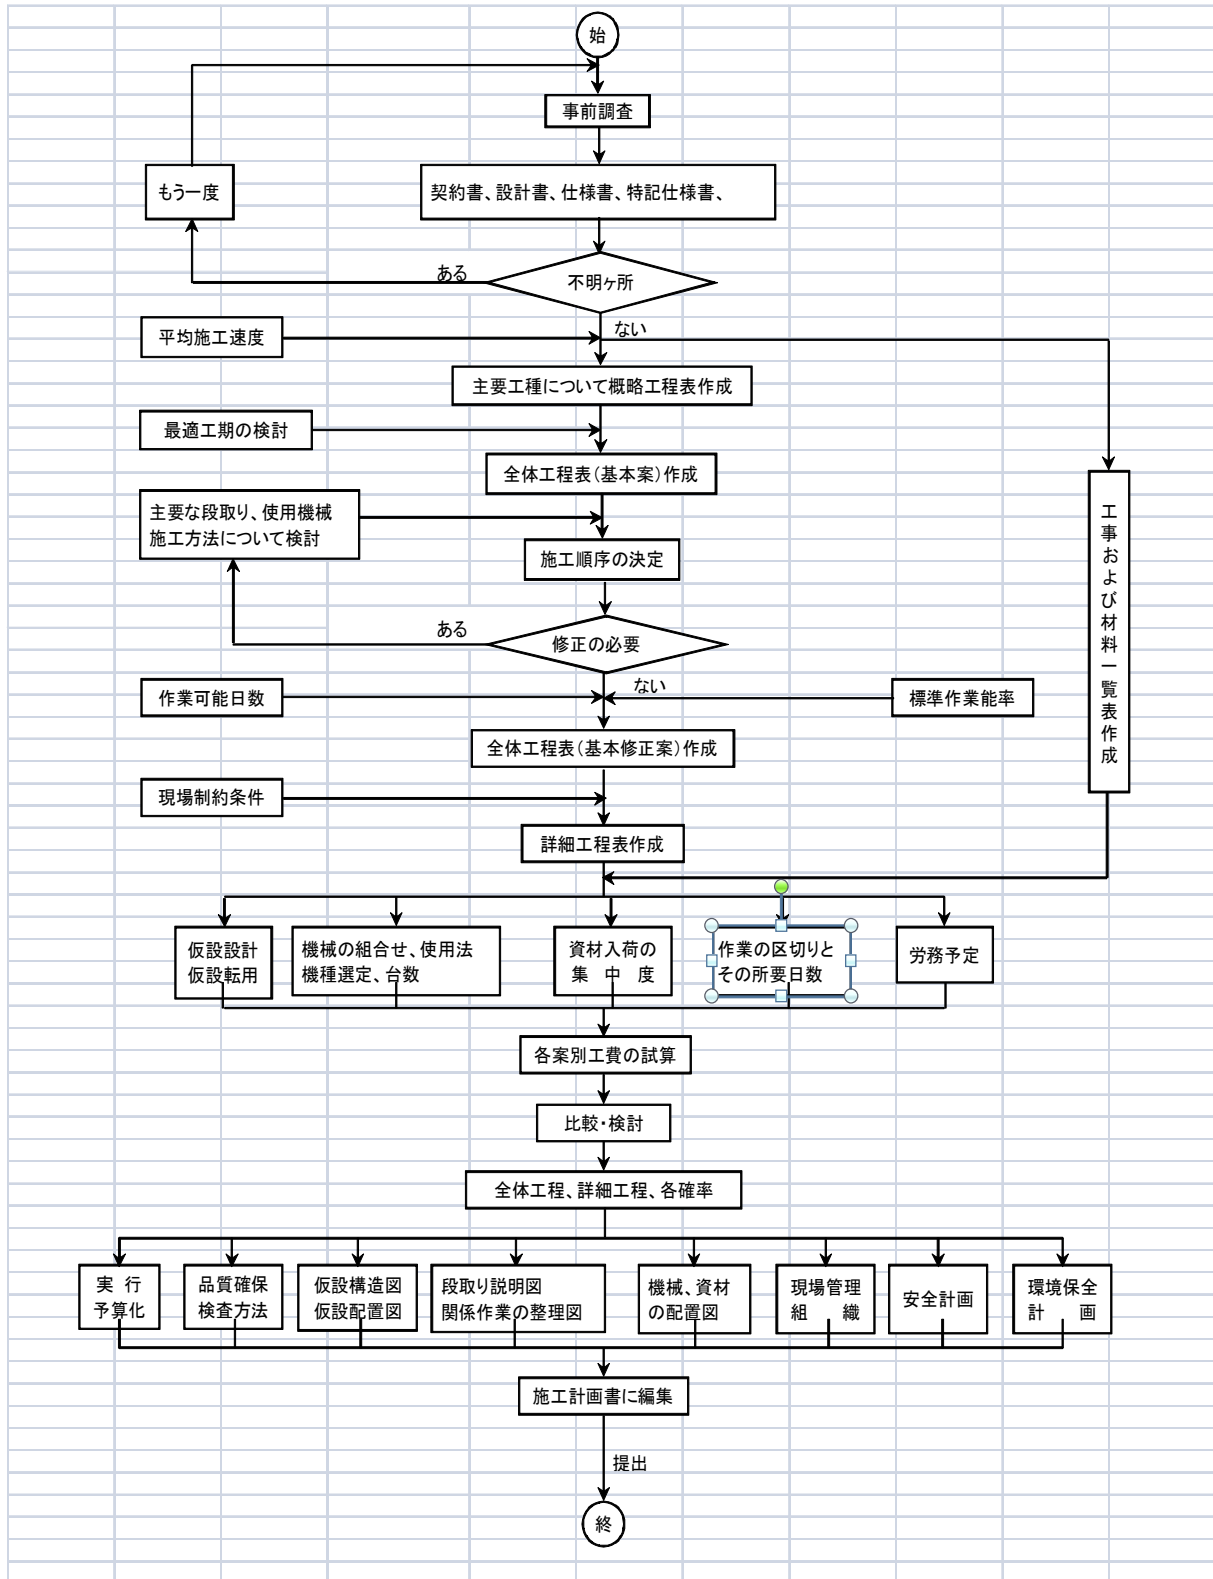 始
事前調査
もう一度
契約書、設計書、仕様書、特記仕様書、
ある
不明ヶ所
ない
平均施工速度
主要工種について概略工程表作成
最適工期の検討
全体工程表(基本案)作成
主要な段取り、使用機械
施工方法について検討
施工順序の決定
工事および材料一覧表作成
ある
修正の必要
ない
作業可能日数
標準作業能率
全体工程表(基本修正案)作成
現場制約条件
詳細工程表作成
仮設設計
仮設転用
機械の組合せ、使用法
機種選定、台数
資材入荷の
集　中　度
作業の区切りと
その所要日数
労務予定
各案別工費の試算
比較・検討
全体工程、詳細工程、各確率
実　行
予算化
品質確保
検査方法
仮設構造図
仮設配置図
段取り説明図
関係作業の整理図
機械、資材
の配置図
現場管理
組　　織
安全計画
環境保全
計　　画
施工計画書に編集
提出
終